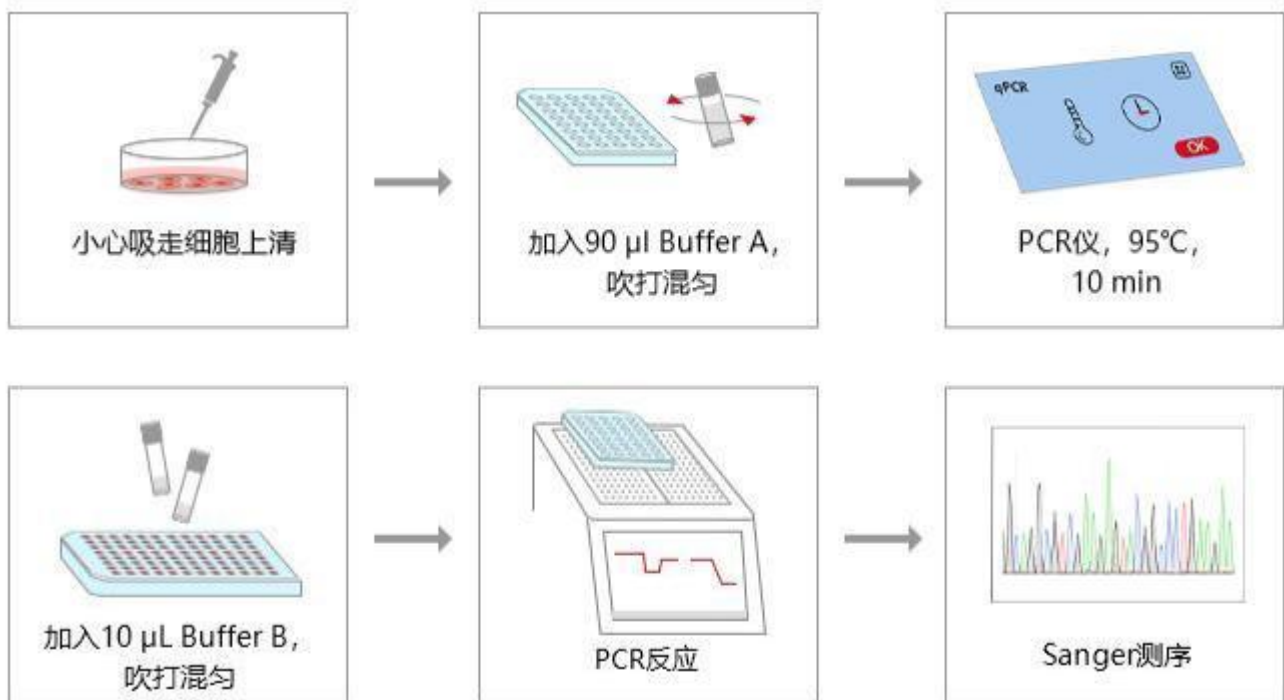 小心吸走细胞上清
加入90 μl Buffer A，
吹打混匀
qPCR
OK
PCR仪，95℃，
10 min
加入10 μL Buffer B，
吹打混匀
PCR反应
Sanger测序